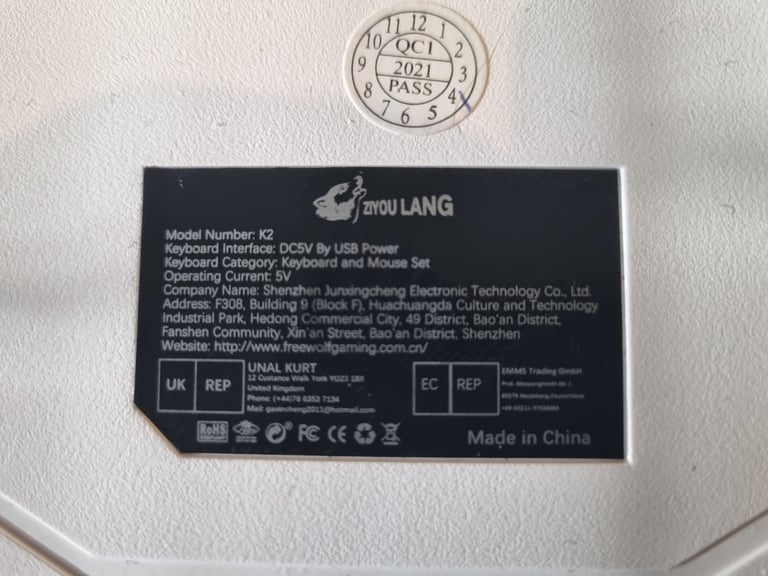 11 12 1
10 QC1 2
9 2021 3
8 PASS 4
7 6 5
ZIYOU LANG
Model Number: K2
Keyboard Interface: DC5V By USB Power
Keyboard Category: Keyboard and Mouse Set
Operating Current: 5V
Company Name: Shenzhen Junxingcheng Electronic Technology Co., Ltd.
Address: F308, Building 9 (Block F), Huachuangda Culture and Technology
Industrial Park, Hedong Commercial City, 49 District, Bao'an District,
Fanshen Community, Xin'an Street, Bao'an District, Shenzhen
Website: http://www.freewolfgaming.com.cn/
UK REP
UNAL KURT
12 Custance Walk York YO23 1BX
United Kingdom
Phone: (+44)78 6352 7134
Mail: gavincheng2011@hotmail.com
EC REP
EMMS Trading GmbH
RoHS
FC CE
Made in China